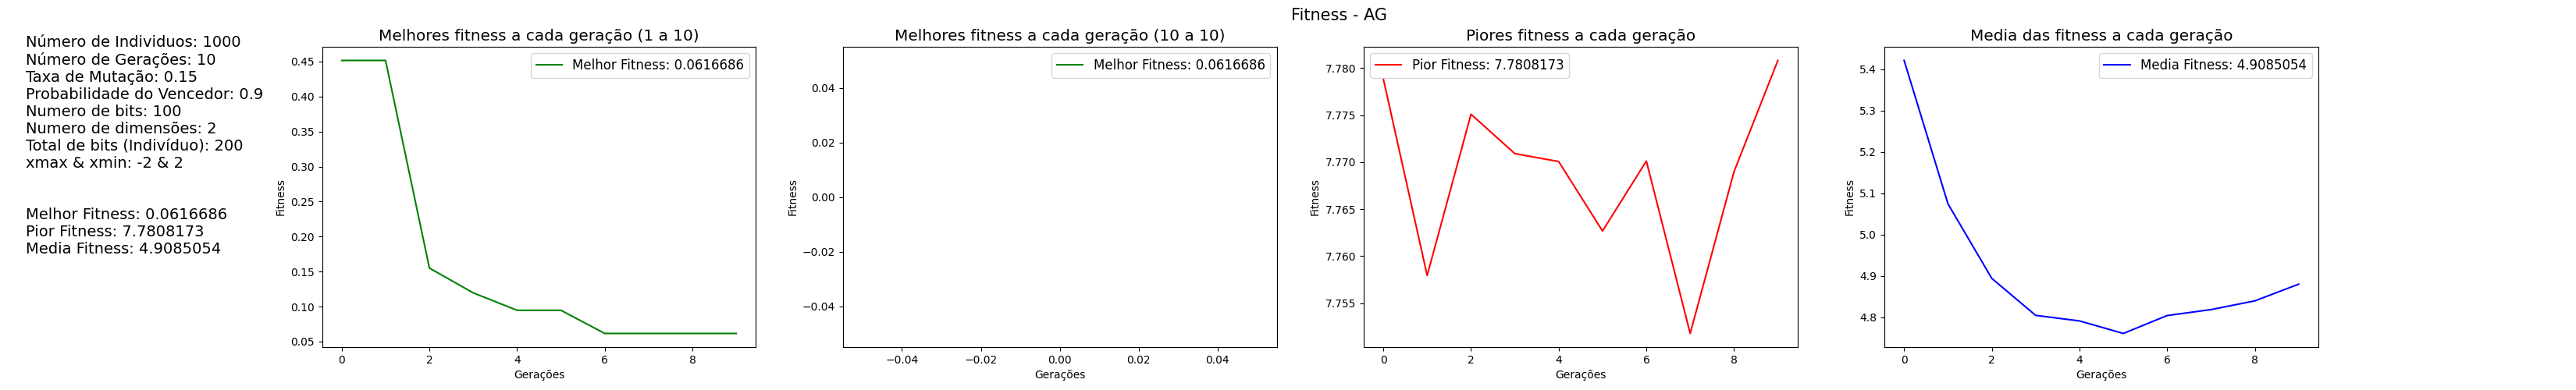 Fitness - AG
Número de Individuos: 1000
Número de Gerações: 10
Taxa de Mutação: 0.15
Probabilidade do Vencedor: 0.9
Numero de bits: 100
Numero de dimensões: 2
Total de bits (Indivíduo): 200
xmax & xmin: -2 & 2
Melhor Fitness: 0.0616686
Pior Fitness: 7.7808173
Media Fitness: 4.9085054
Melhores fitness a cada geração (1 a 10)
Melhor Fitness: 0.0616686
0.45
0.40
0.35
0.30
0.25
0.20
0.15
0.10
0.05
Fitness
0 2 4 6 8
Gerações
Melhores fitness a cada geração (10 a 10)
Melhor Fitness: 0.0616686
0.04
0.02
0.00
−0.02
−0.04
Fitness
−0.04 −0.02 0.00 0.02 0.04
Gerações
Piores fitness a cada geração
Pior Fitness: 7.7808173
7.780
7.775
7.770
7.765
7.760
7.755
Fitness
0 2 4 6 8
Gerações
Media das fitness a cada geração
Media Fitness: 4.9085054
5.4
5.3
5.2
5.1
5.0
4.9
4.8
Fitness
0 2 4 6 8
Gerações